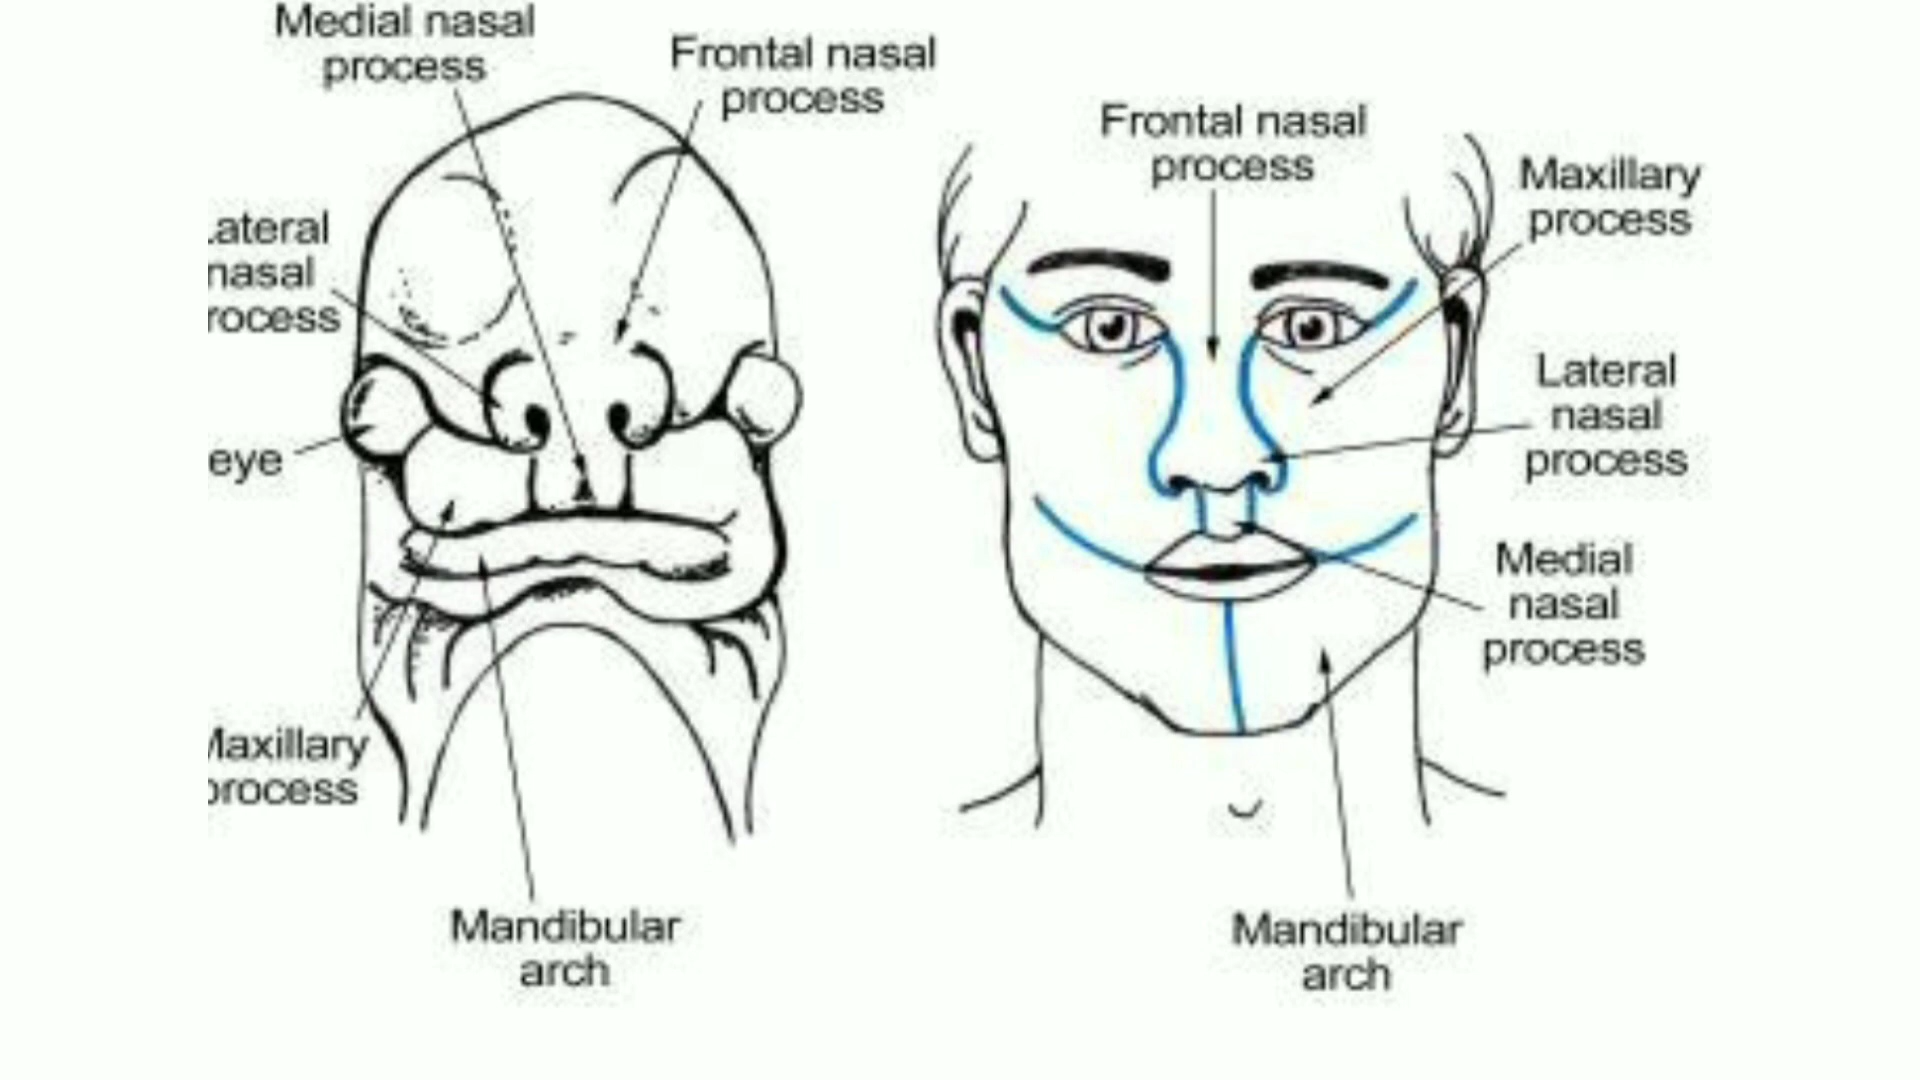 Medial nasal
process
Frontal nasal
process
.ateral
nasal
rocess
eye
Maxillary
process
Mandibular
arch
Frontal nasal
process
Maxillary
process
Lateral
nasal
process
Medial
nasal
process
Mandibular
arch